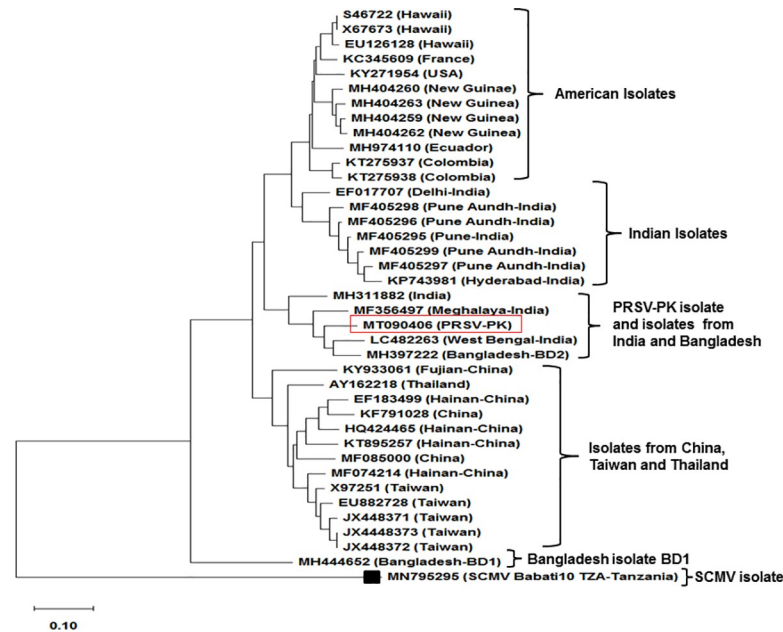 S46722 (Hawaii)
X67673 (Hawaii)
EU126128 (Hawaii)
KC345609 (France)
KY271954 (USA)
MH404260 (New Guinae)
MH404263 (New Guinea)
MH404259 (New Guinea)
MH404262 (New Guinea)
MH974110 (Ecuador)
KT275937 (Colombia)
KT275938 (Colombia)
American Isolates
EF017707 (Delhi-India)
MF405298 (Pune Aundh-India)
MF405296 (Pune Aundh-India)
MF405295 (Pune-India)
MF405299 (Pune Aundh-India)
MF405297 (Pune Aundh-India)
KP743981 (Hyderabad-India)
Indian Isolates
MH311882 (India)
MF356497 (Meghalaya-India)
MT090406 (PRSV-PK)
LC482263 (West Bengal-India)
MH397222 (Bangladesh-BD2)
PRSV-PK isolate
and isolates from
India and Bangladesh
KY933061 (Fujian-China)
AY162218 (Thailand)
EF183499 (Hainan-China)
KF791028 (China)
HQ424465 (Hainan-China)
KT895257 (Hainan-China)
MF085000 (China)
MF074214 (Hainan-China)
X97251 (Taiwan)
EU882728 (Taiwan)
JX448371 (Taiwan)
JX4448373 (Taiwan)
JX448372 (Taiwan)
Isolates from China,
Taiwan and Thailand
MH444652 (Bangladesh-BD1)
Bangladesh isolate BD1
MN795295 (SCMV Babati10 TZA-Tanzania)
SCMV isolate
0.10